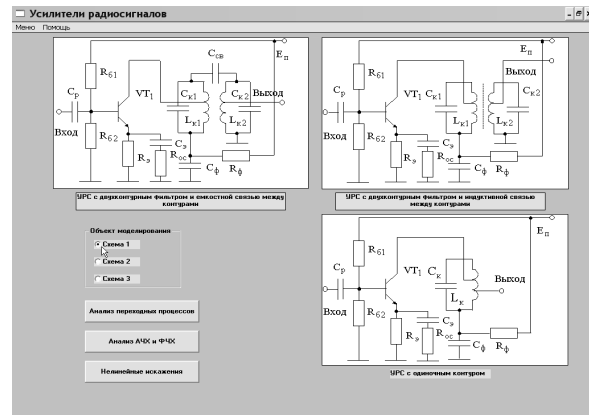 Усилители радиосигналов
Меню Помощь
Cсв
Eп
Rб1
Cр
VT1
Cк1
Cк2
Выход
Lк1
Lк2
Вход
Rб2
Cэ
Rэ
Rос
Cф
Rф
УРС с двухконтурным фильтром и емкостной связью между
контурами
Eп
Выход
Rб1
Cр
VT1
Cк1
Cк2
Lк1
Lк2
Вход
Rб2
Cэ
Rэ
Rос
Cф
Rф
УРС с двухконтурным фильтром и индуктивной связью
между контурами
Объект моделирования
Схема 1
Схема 2
Схема 3
Анализ переходных процессов
Анализ АЧХ и ФЧХ
Нелинейные искажения
Eп
Rб1
Cр
VT1
Cк
Выход
Lк
Вход
Rб2
Cэ
Rэ
Rос
Cф
Rф
УРС с одиночным контуром